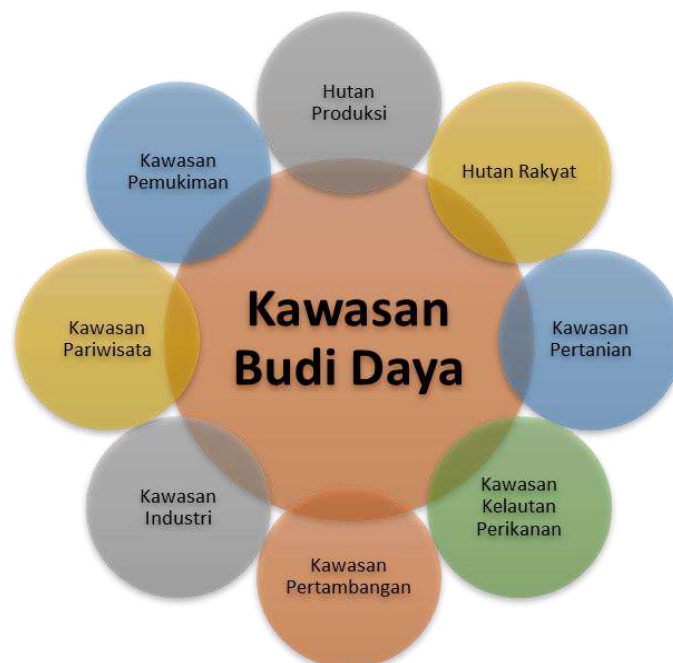 Hutan
Produksi
Hutan Rakyat
Kawasan
Pertanian
Kawasan
Kelautan
Perikanan
Kawasan
Pertambangan
Kawasan
Industri
Kawasan
Pariwisata
Kawasan
Pemukiman
Kawasan
Budi Daya